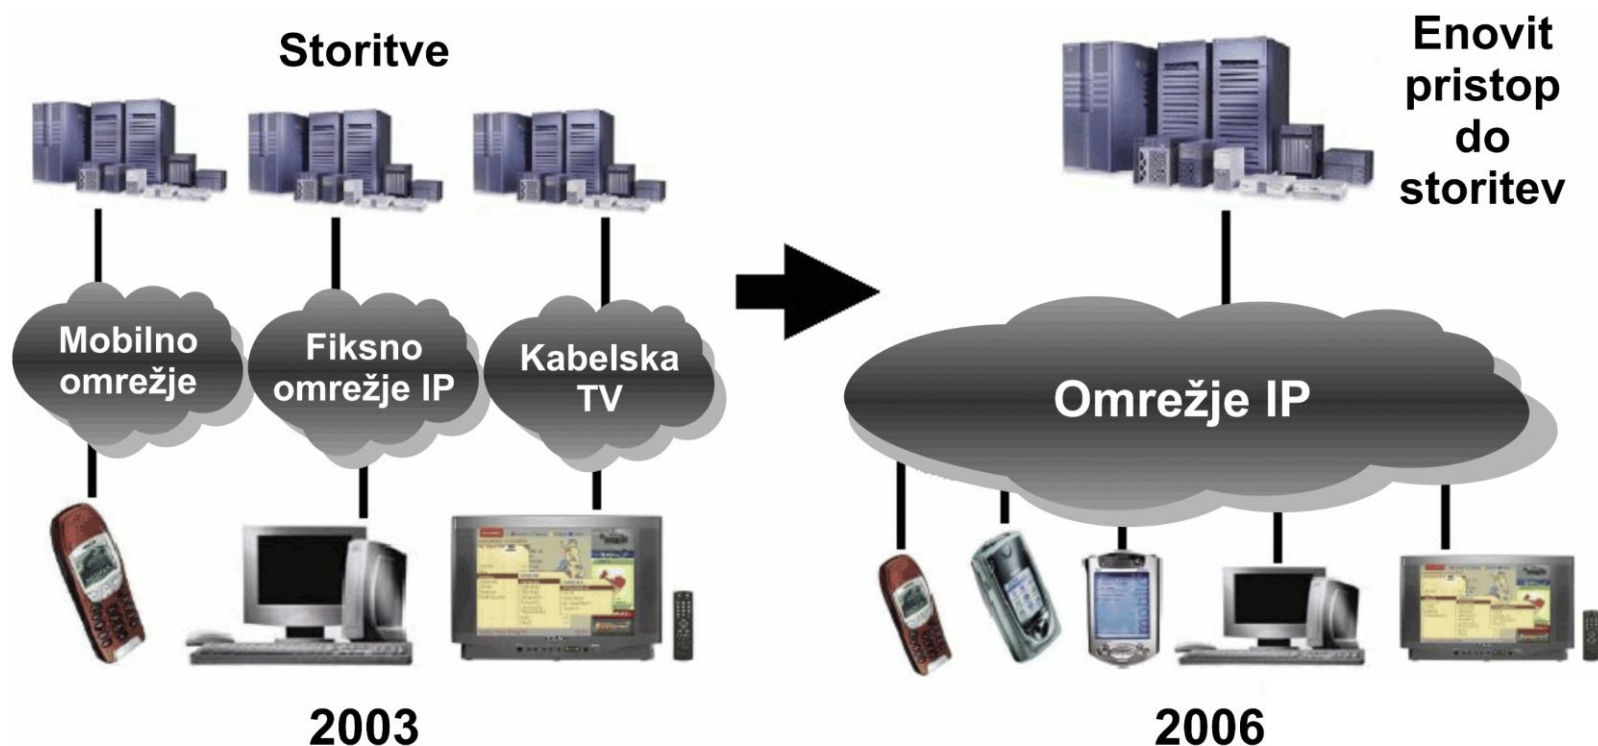 Storitve
Mobilno
omrežje
Fiksno
omrežje IP
Kabelska
TV
2003
Enovit
pristop
do
storitev
Omrežje IP
2006